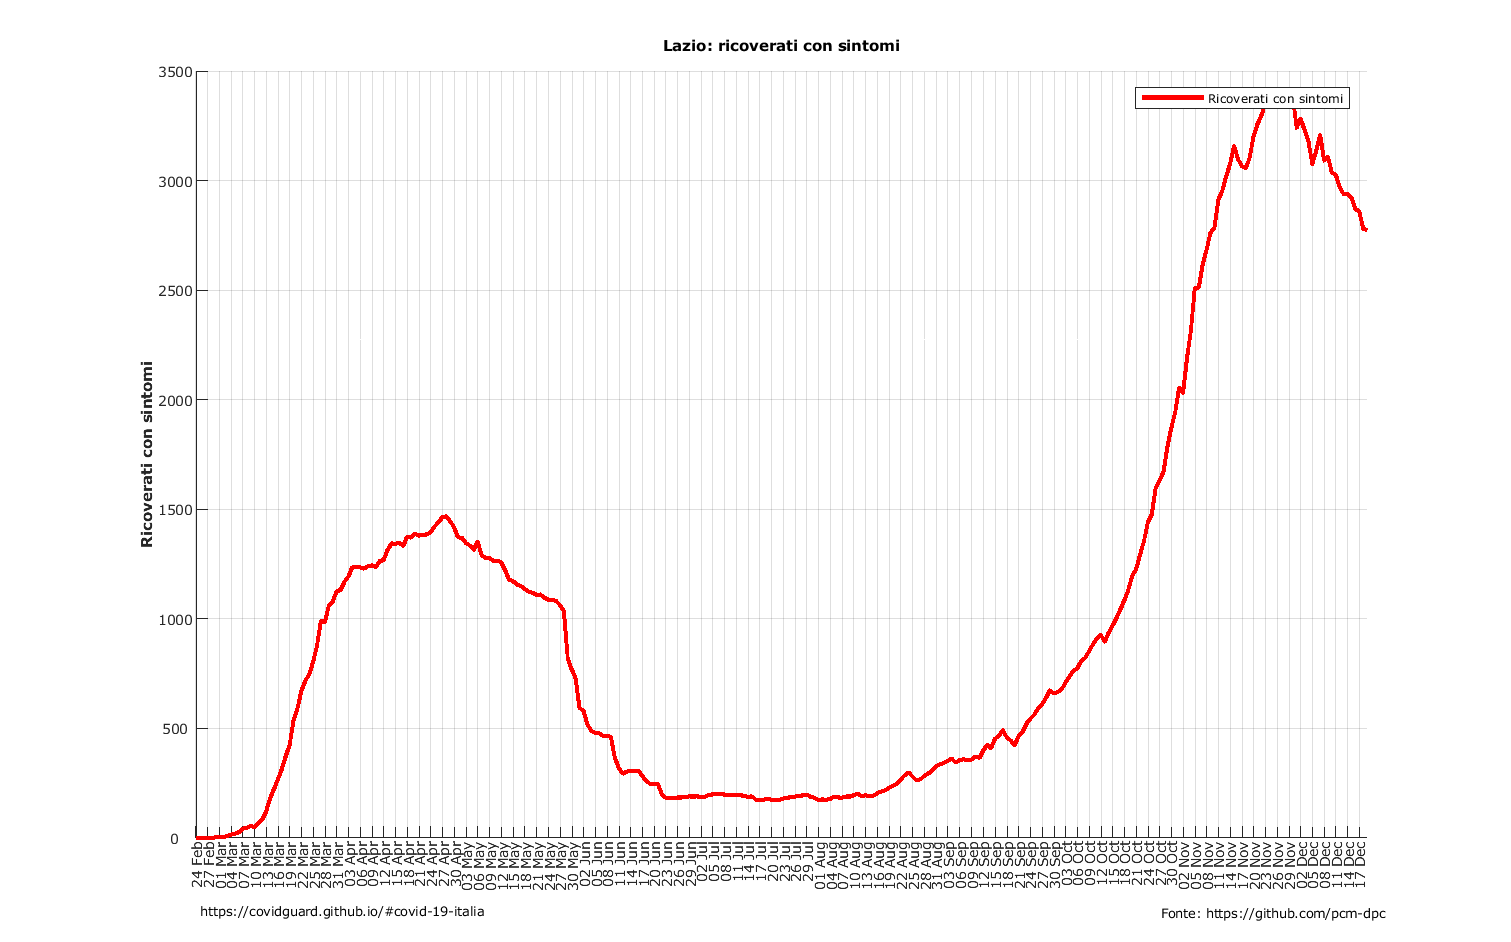 Lazio: ricoverati con sintomi
Ricoverati con sintomi
Ricoverati con sintomi
3500
3000
2500
2000
1500
1000
500
0
24 Feb
27 Feb
01 Mar
04 Mar
07 Mar
10 Mar
13 Mar
16 Mar
19 Mar
22 Mar
25 Mar
28 Mar
31 Mar
03 Apr
06 Apr
09 Apr
12 Apr
15 Apr
18 Apr
21 Apr
24 Apr
27 Apr
30 Apr
03 May
06 May
09 May
12 May
15 May
18 May
21 May
24 May
27 May
30 May
02 Jun
05 Jun
08 Jun
11 Jun
14 Jun
17 Jun
20 Jun
23 Jun
26 Jun
29 Jun
02 Jul
05 Jul
08 Jul
11 Jul
14 Jul
17 Jul
20 Jul
23 Jul
26 Jul
29 Jul
01 Aug
04 Aug
07 Aug
10 Aug
13 Aug
16 Aug
19 Aug
22 Aug
25 Aug
28 Aug
31 Aug
03 Sep
06 Sep
09 Sep
12 Sep
15 Sep
18 Sep
21 Sep
24 Sep
27 Sep
30 Sep
03 Oct
06 Oct
09 Oct
12 Oct
15 Oct
18 Oct
21 Oct
24 Oct
27 Oct
30 Oct
02 Nov
05 Nov
08 Nov
11 Nov
14 Nov
17 Nov
20 Nov
23 Nov
26 Nov
29 Nov
02 Dec
05 Dec
08 Dec
11 Dec
14 Dec
17 Dec
https://covidguard.github.io/#covid-19-italia
Fonte: https://github.com/pcm-dpc